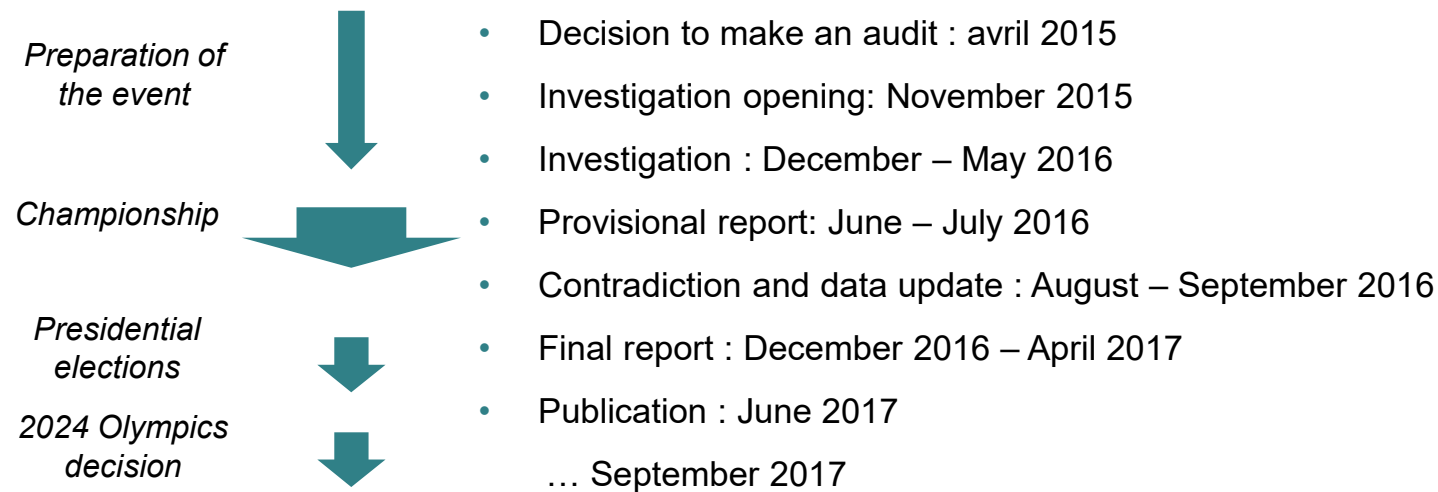 Preparation of
the event
• Decision to make an audit : avril 2015
• Investigation opening: November 2015
• Investigation : December – May 2016
Championship
• Provisional report: June – July 2016
• Contradiction and data update : August – September 2016
Presidential
elections
• Final report : December 2016 – April 2017
• Publication : June 2017
2024 Olympics
decision
… September 2017